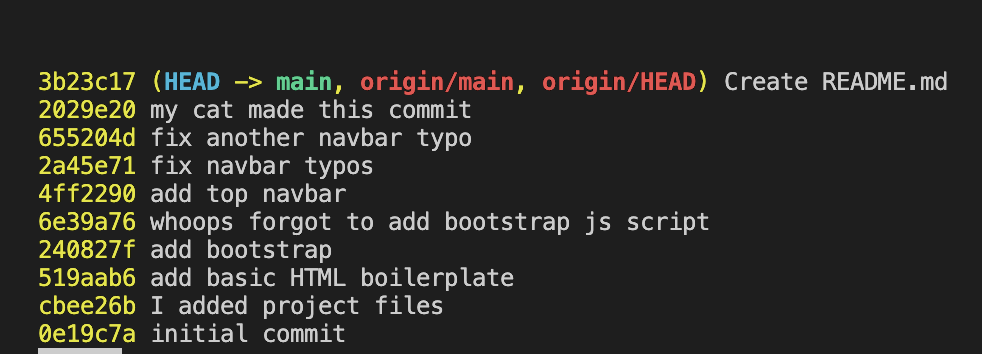 3b23c17 (HEAD -> main, origin/main, origin/HEAD) Create README.md
2029e20 my cat made this commit
655204d fix another navbar typo
2a45e71 fix navbar typos
4ff2290 add top navbar
6e39a76 whoops forgot to add bootstrap js script
240827f add bootstrap
519aab6 add basic HTML boilerplate
cbee26b I added project files
0e19c7a initial commit